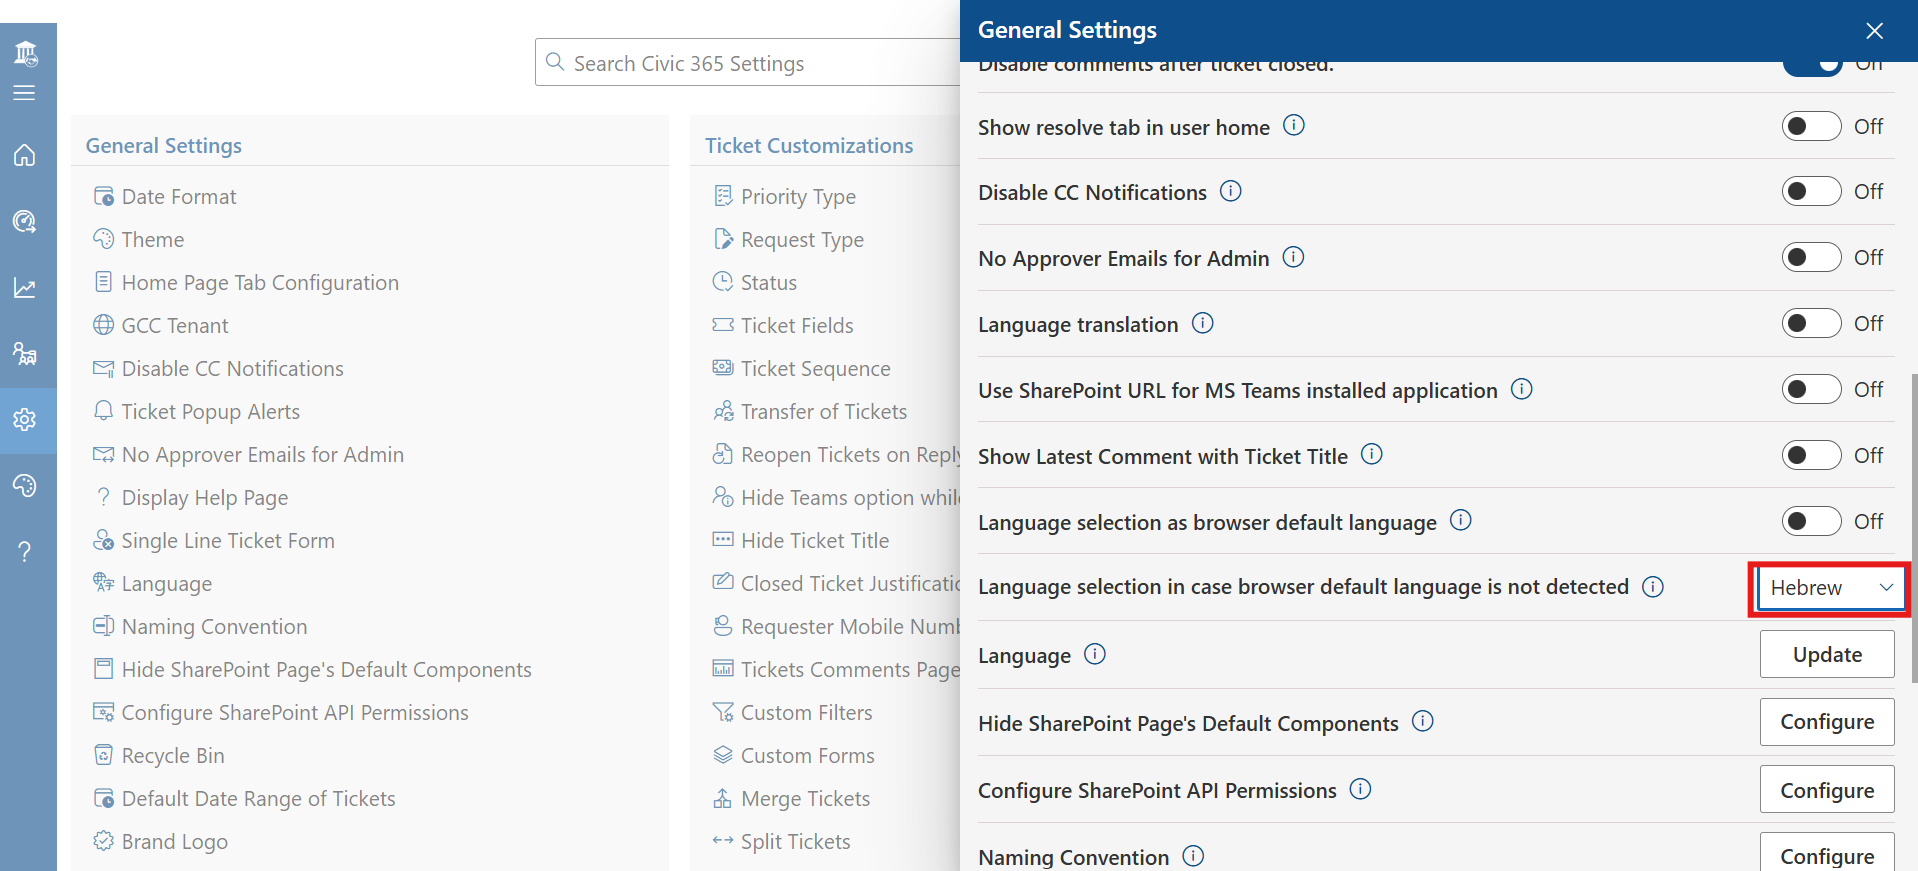 Search Civic 365 Settings
General Settings
Date Format
Theme
Home Page Tab Configuration
GCC Tenant
Disable CC Notifications
Ticket Popup Alerts
No Approver Emails for Admin
Display Help Page
Single Line Ticket Form
Language
Naming Convention
Hide SharePoint Page's Default Components
Configure SharePoint API Permissions
Recycle Bin
Default Date Range of Tickets
Brand Logo
Ticket Customizations
Priority Type
Request Type
Status
Ticket Fields
Ticket Sequence
Transfer of Tickets
Reopen Tickets on Reply
Hide Teams option while
Hide Ticket Title
Closed Ticket Justificatio
Requester Mobile Numb
Tickets Comments Page
Custom Filters
Custom Forms
Merge Tickets
Split Tickets
General Settings
Disable comments after ticket closed. On
Show resolve tab in user home Off
Disable CC Notifications Off
No Approver Emails for Admin Off
Language translation Off
Use SharePoint URL for MS Teams installed application Off
Show Latest Comment with Ticket Title Off
Language selection as browser default language Off
Language selection in case browser default language is not detected Hebrew
Language Update
Hide SharePoint Page's Default Components Configure
Configure SharePoint API Permissions Configure
Naming Convention Configure